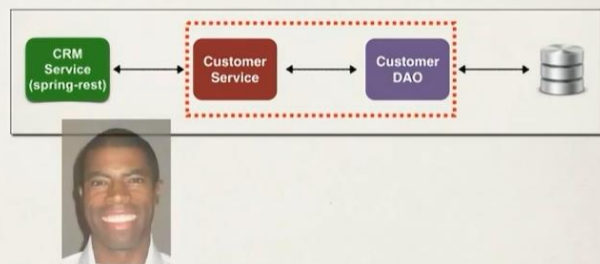 CRM
Service
(spring-rest)
Customer
Service
Customer
DAO